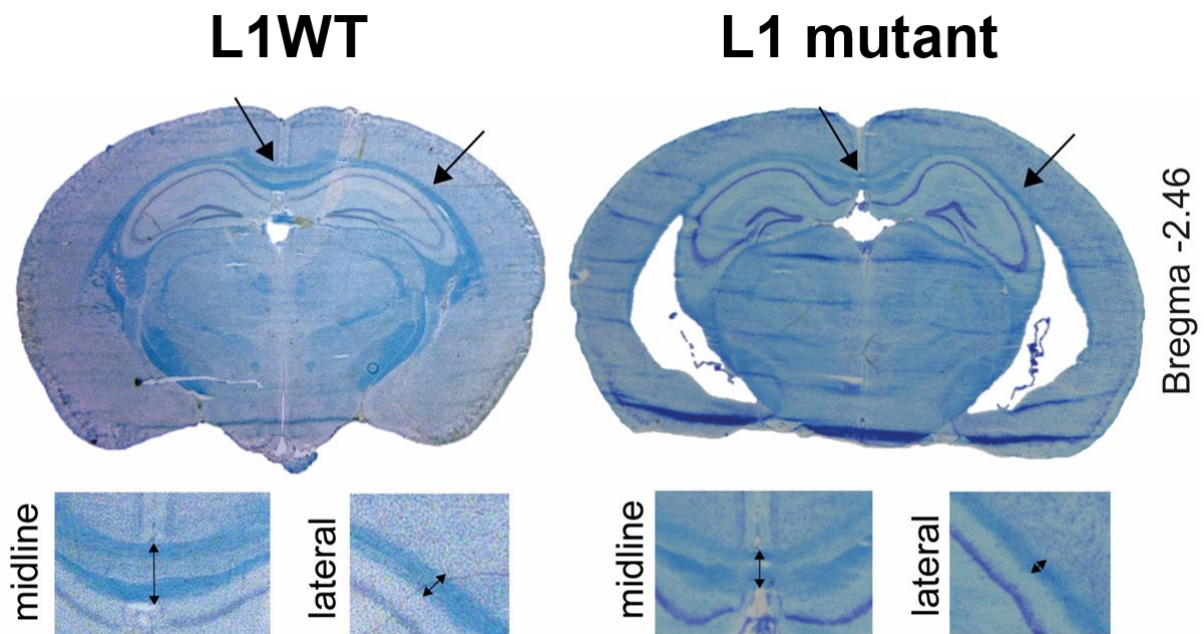 L1WT
L1 mutant
Bregma -2.46
midline
lateral
midline
lateral